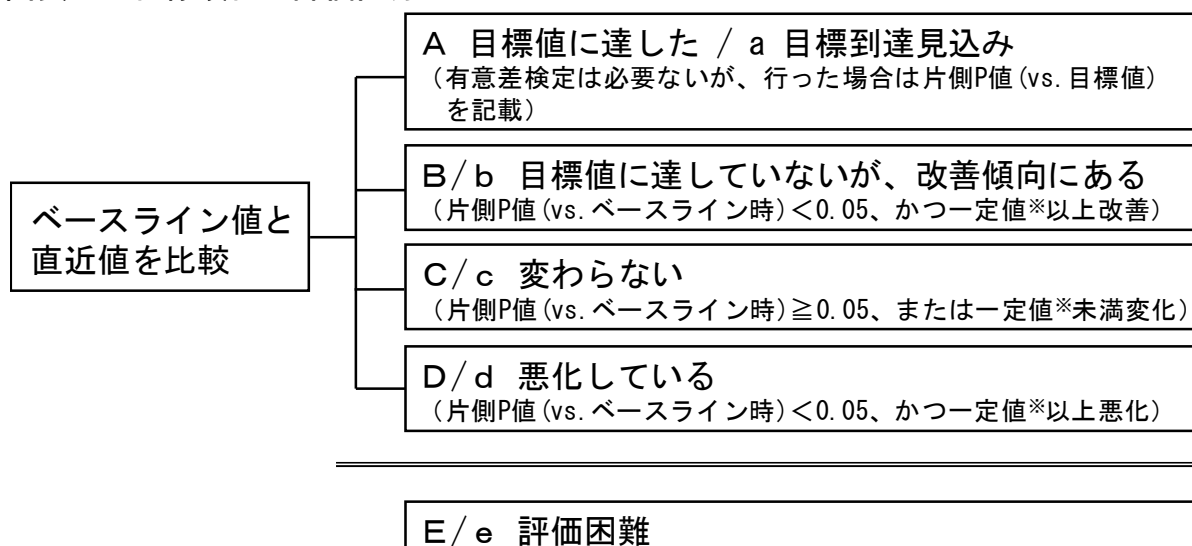 A 目標値に達した / a 目標到達見込み
(有意差検定は必要ないが、行った場合は片側P値(vs.目標値)
を記載)
B/b 目標値に達していないが、改善傾向にある
(片側P値(vs.ベースライン時)<0.05、かつ一定値※以上改善)
ベースライン値と
直近値を比較
C/c 変わらない
(片側P値(vs.ベースライン時)≧0.05、または一定値※未満変化)
D/d 悪化している
(片側P値(vs.ベースライン時)<0.05、かつ一定値※以上悪化)
E/e 評価困難